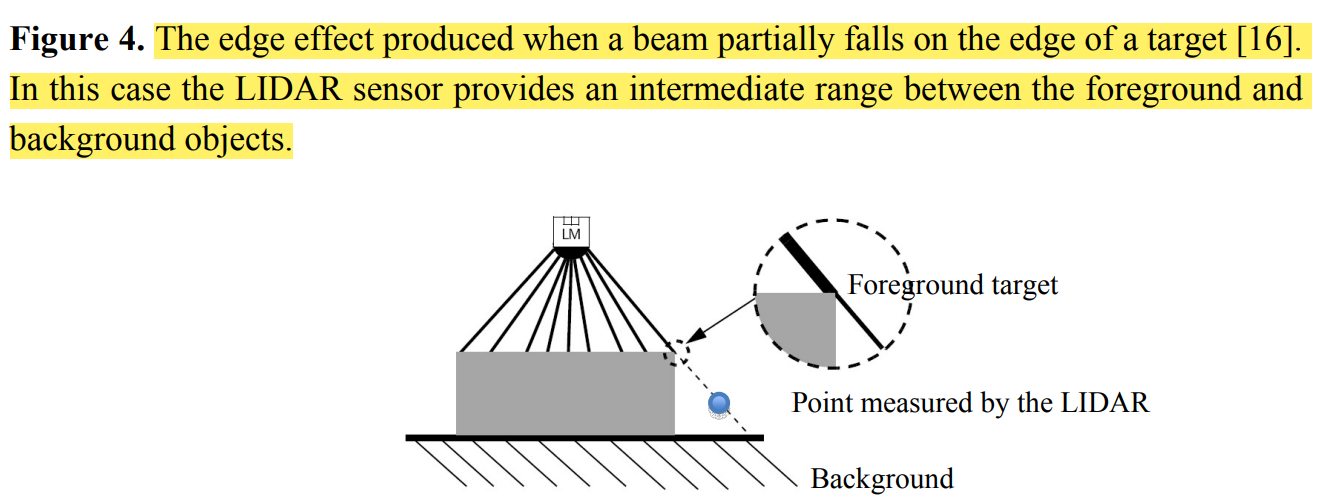 Figure 4. The edge effect produced when a beam partially falls on the edge of a target [16].
In this case the LIDAR sensor provides an intermediate range between the foreground and
background objects.
LM
Foreground target
Point measured by the LIDAR
Background